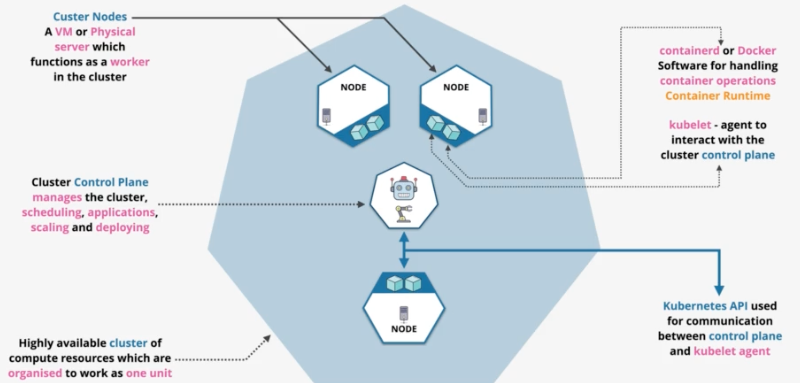 Custer Nodes
A VM or Physical
server which
functions as a worker
in the cluster
NODE
NODE
containerd or Docker
Software for handling
container operations
Container Runtime
kubelet - agent to
interact with the
cluster control plane
Cluster Control Plane
manages the cluster,
scheduling, applications,
scaling and deploying
NODE
Kubernetes API used
for communication
between control plane
and kubelet agent
Highly available cluster of
compute resources which are
organised to work as one unit